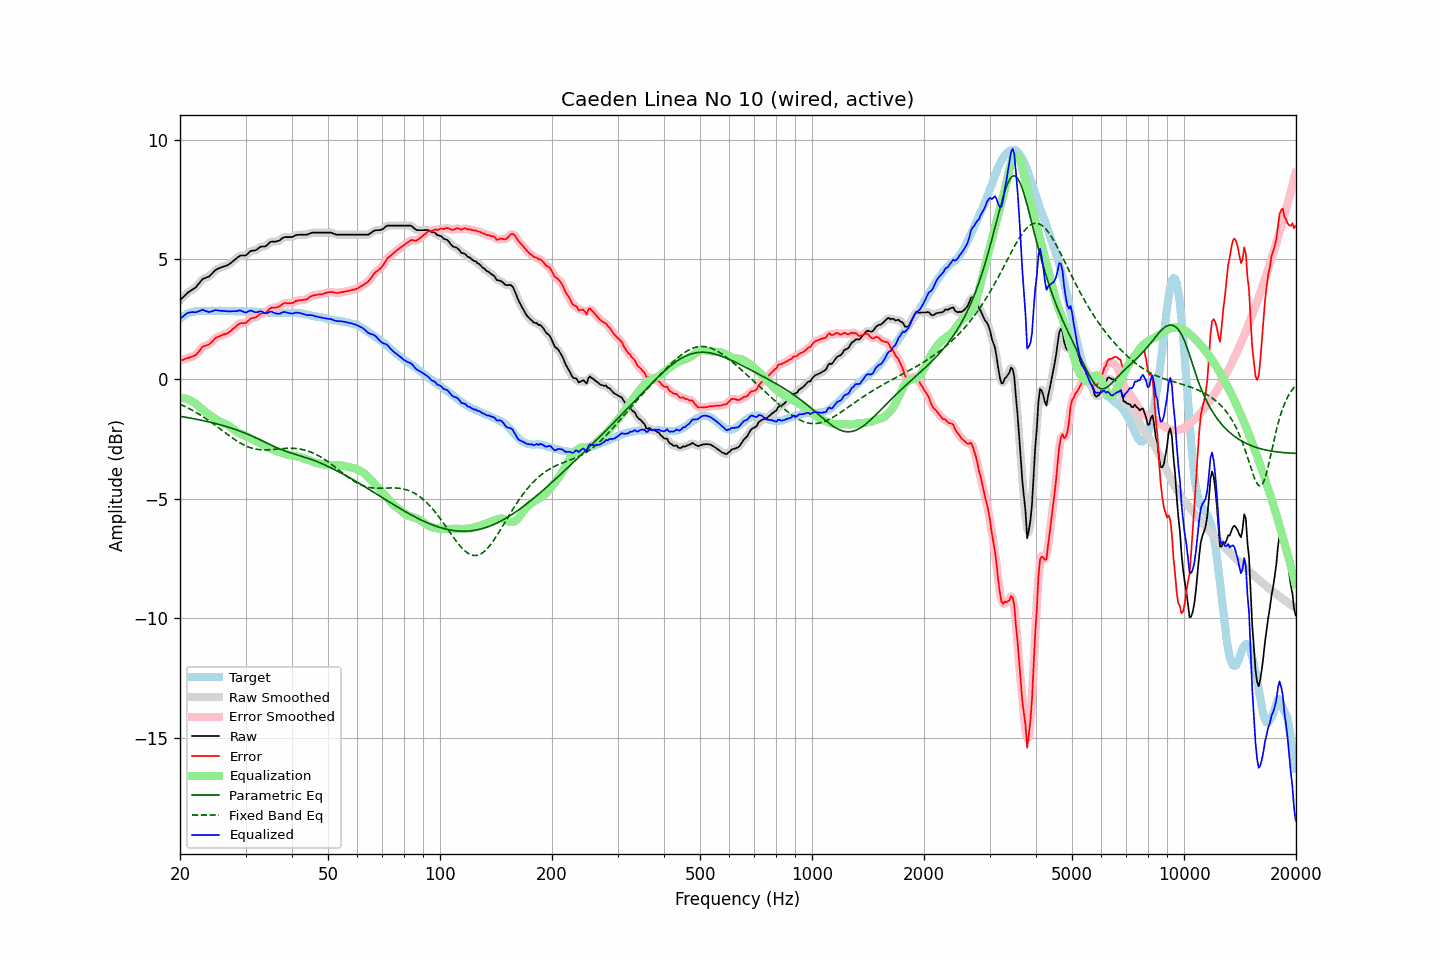 Caeden Linea No 10 (wired, active)
10
5
0
−5
−10
−15
Amplitude (dBr)
Target
Raw Smoothed
Error Smoothed
Raw
Error
Equalization
Parametric Eq
Fixed Band Eq
Equalized
20 50 100 200 500 1000 2000 5000 10000 20000
Frequency (Hz)